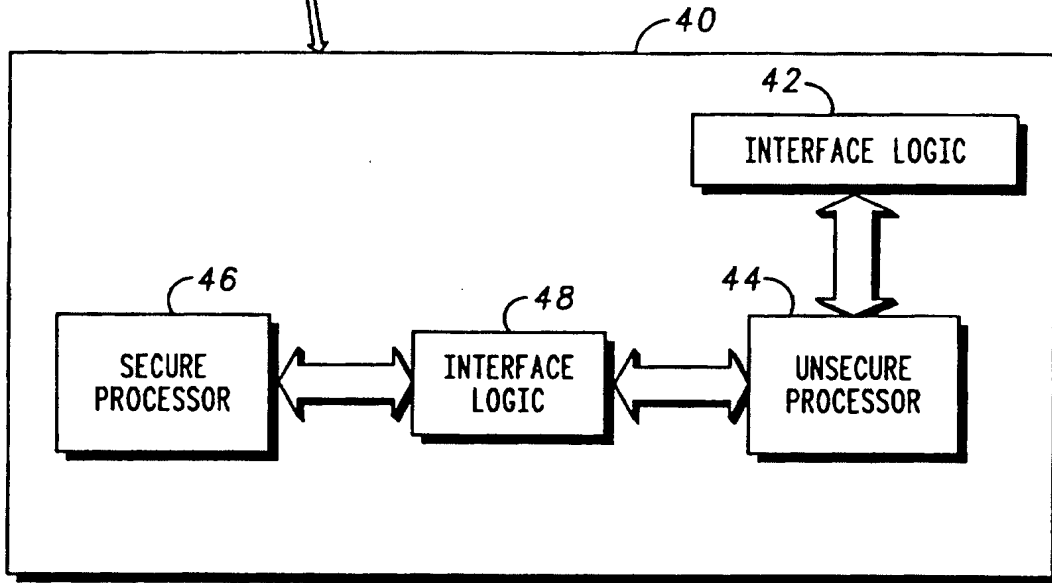 40
42
INTERFACE LOGIC
46
SECURE
PROCESSOR
48
INTERFACE
LOGIC
44
UNSECURE
PROCESSOR